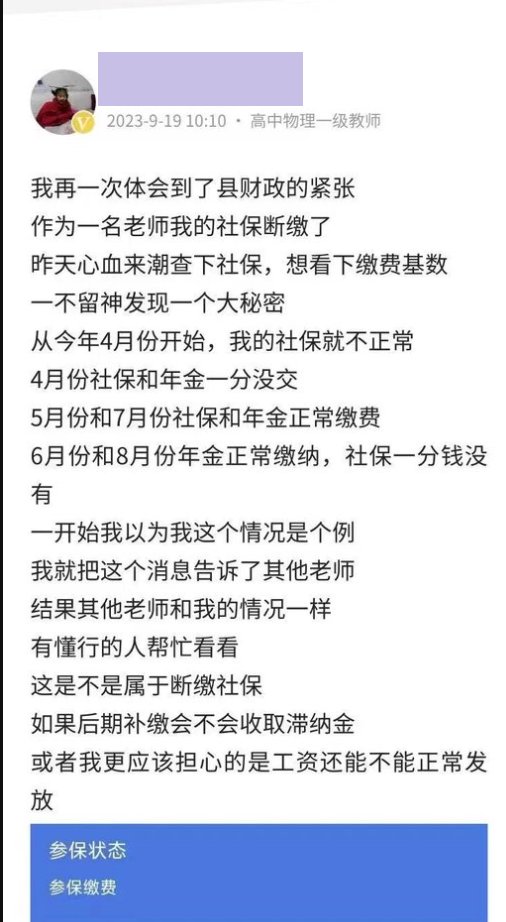 2023-9-19 10:10 · 高中物理一级教师
我再一次体会到了县财政的紧张
作为一名老师我的社保断缴了
昨天心血来潮查下社保，想看下缴费基数
一不留神发现一个大秘密
从今年4月份开始，我的社保就不正常
4月份社保和年金一分没交
5月份和7月份社保和年金正常缴费
6月份和8月份年金正常缴纳，社保一分钱没
有
一开始我以为我这个情况是个例
我就把这个消息告诉了其他老师
结果其他老师和我的情况一样
有懂行的人帮忙看看
这是不是属于断缴社保
如果后期补缴会不会收取滞纳金
或者我更应该担心的是工资还能不能正常发
放
参保状态
参保缴费